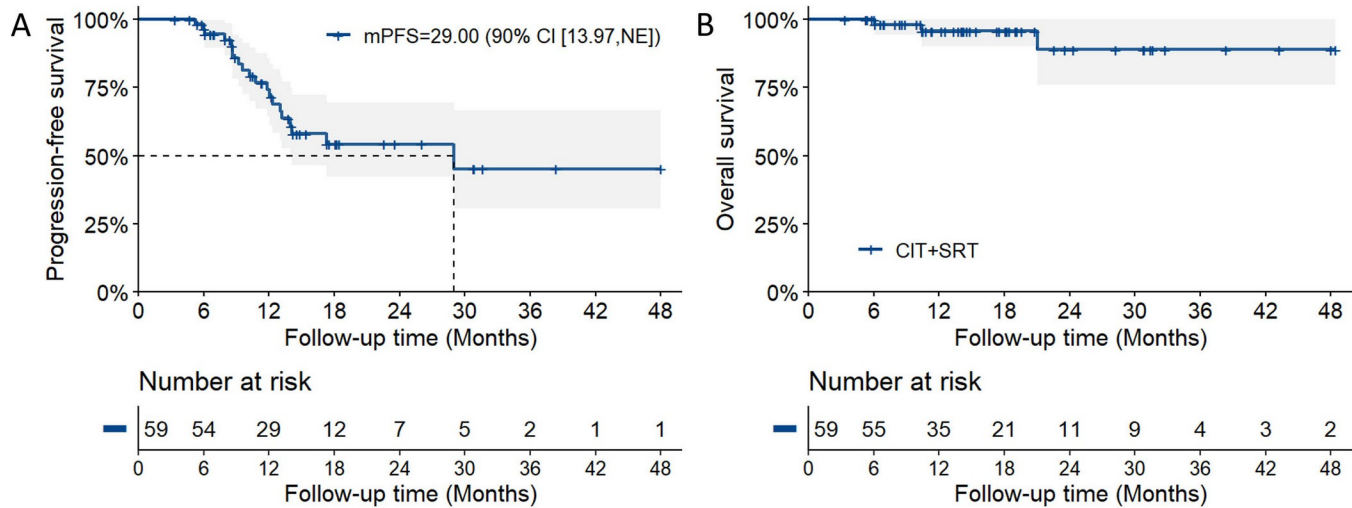 A
Progression-free survival
100%
75%
50%
25%
0%
mPFS=29.00 (90% CI [13.97,NE])
0 6 12 18 24 30 36 42 48
Follow-up time (Months)
Number at risk
59 54 29 12 7 5 2 1 1
0 6 12 18 24 30 36 42 48
Follow-up time (Months)
B
Overall survival
100%
75%
50%
25%
0%
CIT+SRT
0 6 12 18 24 30 36 42 48
Follow-up time (Months)
Number at risk
59 55 35 21 11 9 4 3 2
0 6 12 18 24 30 36 42 48
Follow-up time (Months)